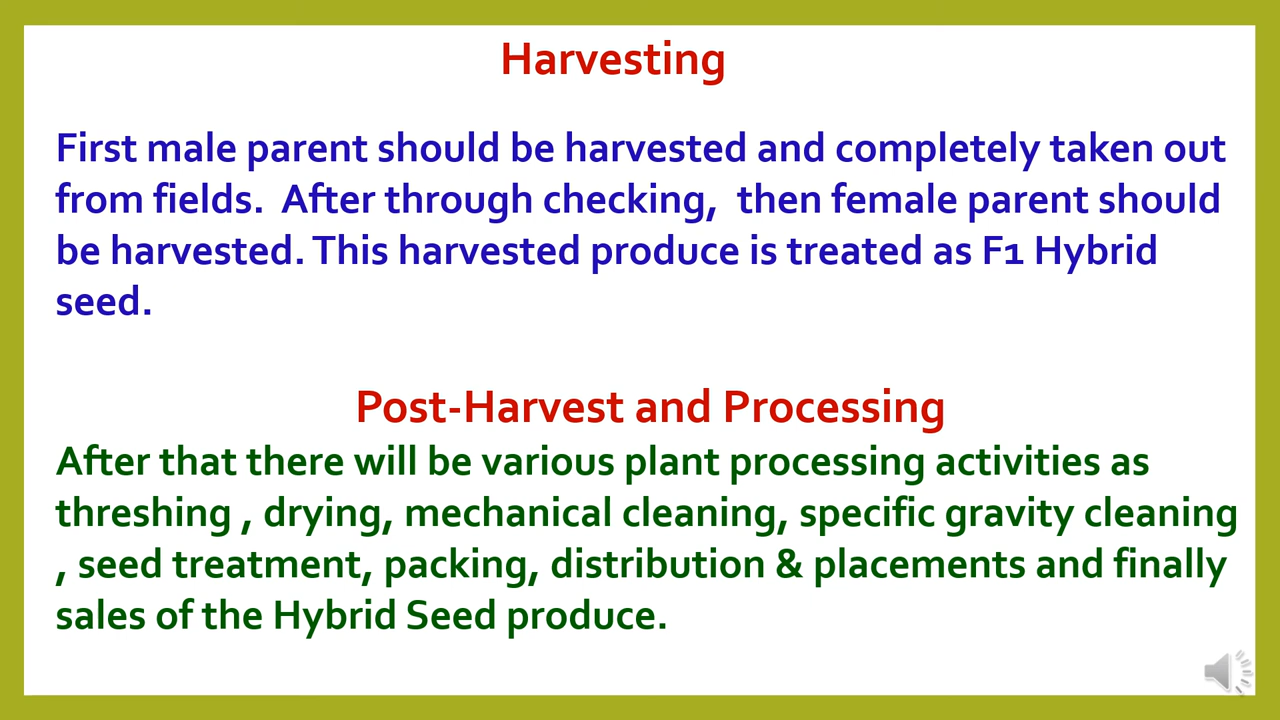 Harvesting
First male parent should be harvested and completely taken out
from fields.  After through checking,  then female parent should
be harvested. This harvested produce is treated as F1 Hybrid
seed.
Post-Harvest and Processing
After that there will be various plant processing activities as
threshing , drying, mechanical cleaning, specific gravity cleaning
, seed treatment, packing, distribution & placements and finally
sales of the Hybrid Seed produce.